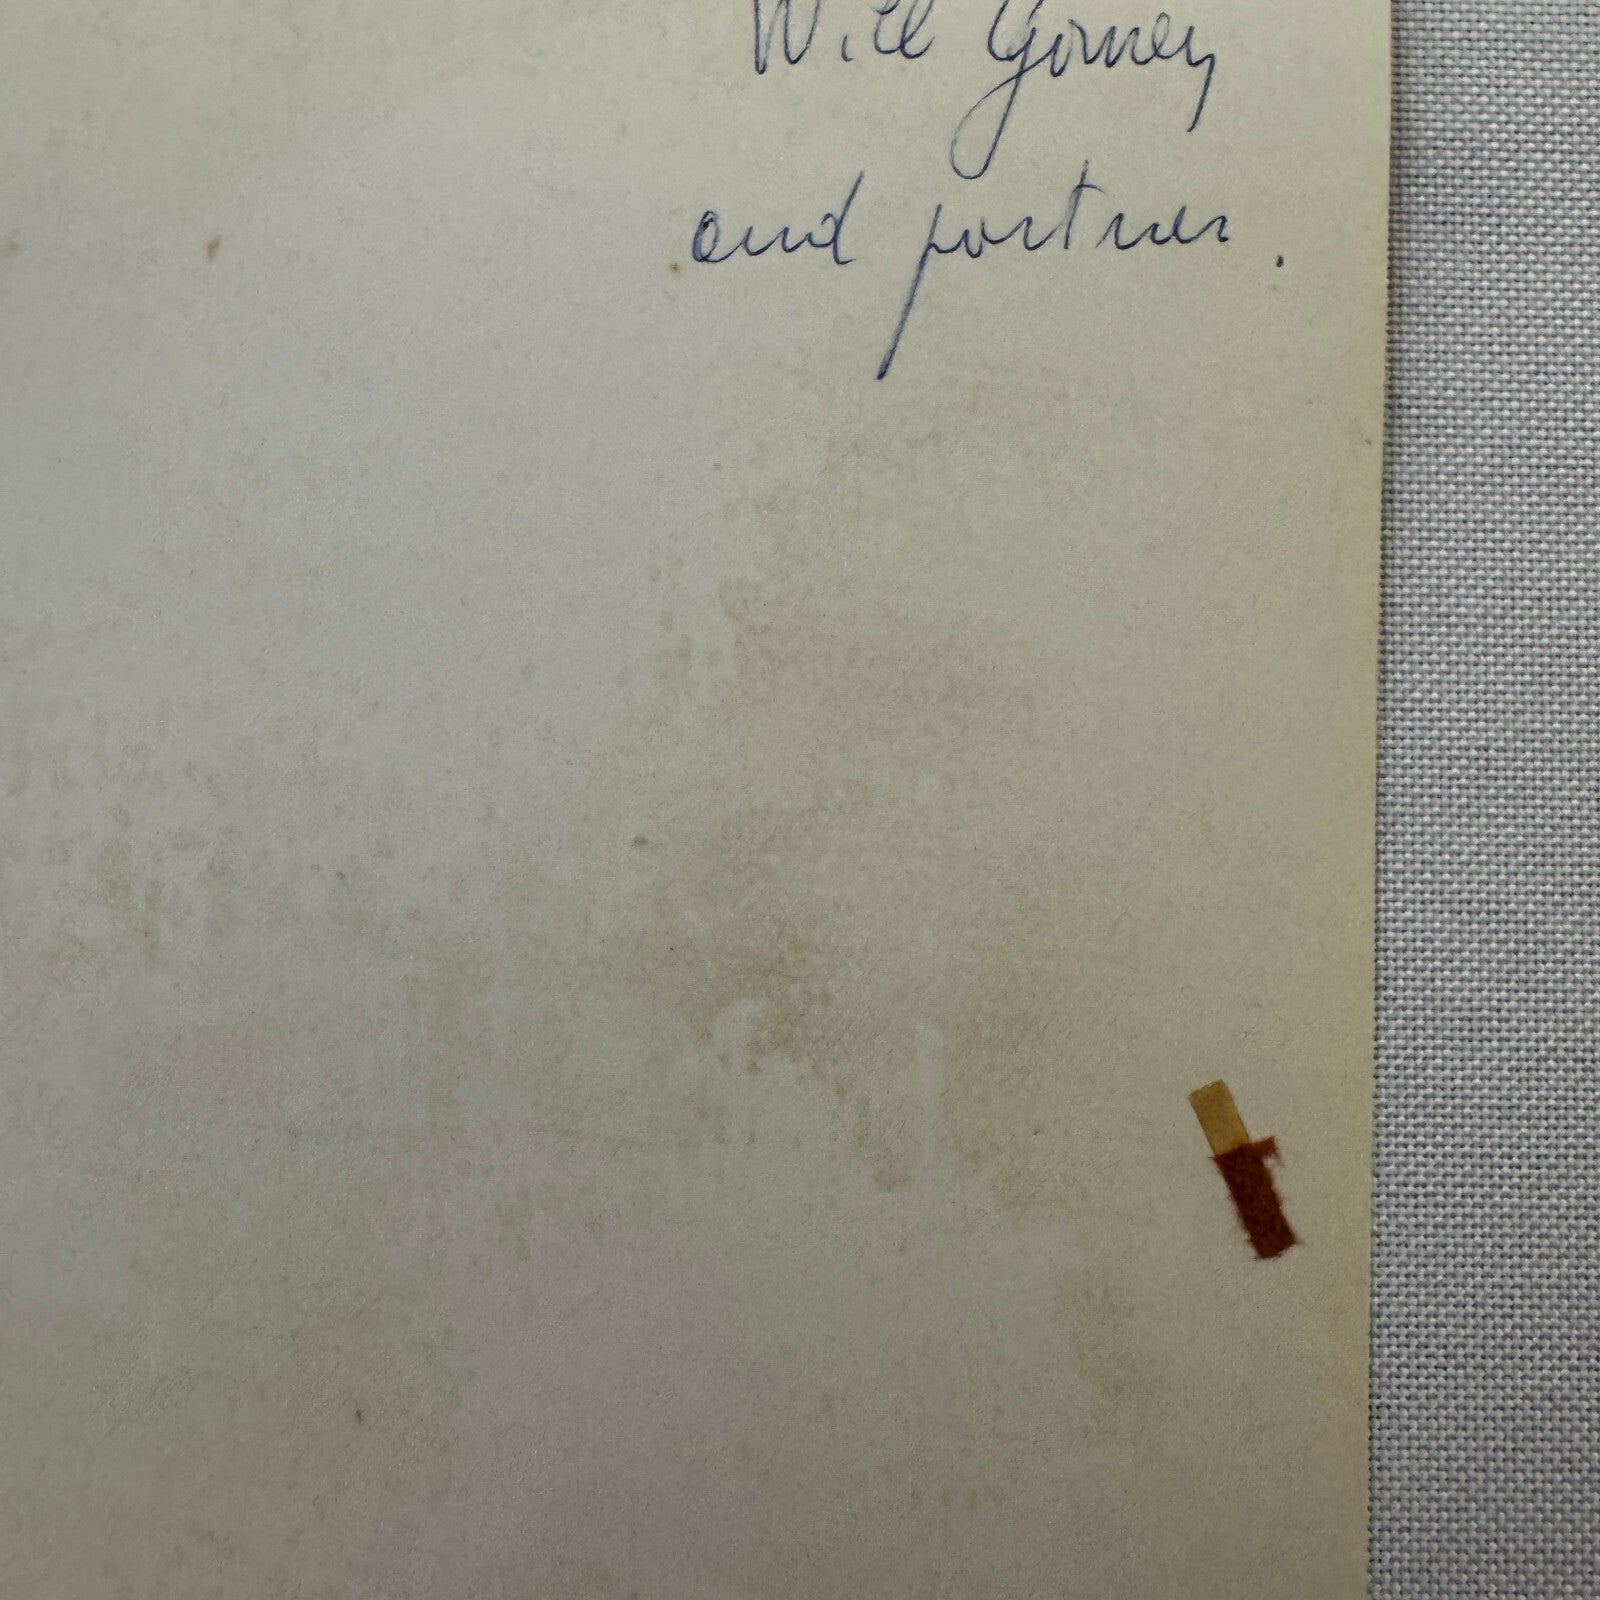 Will Gorney
and partner.